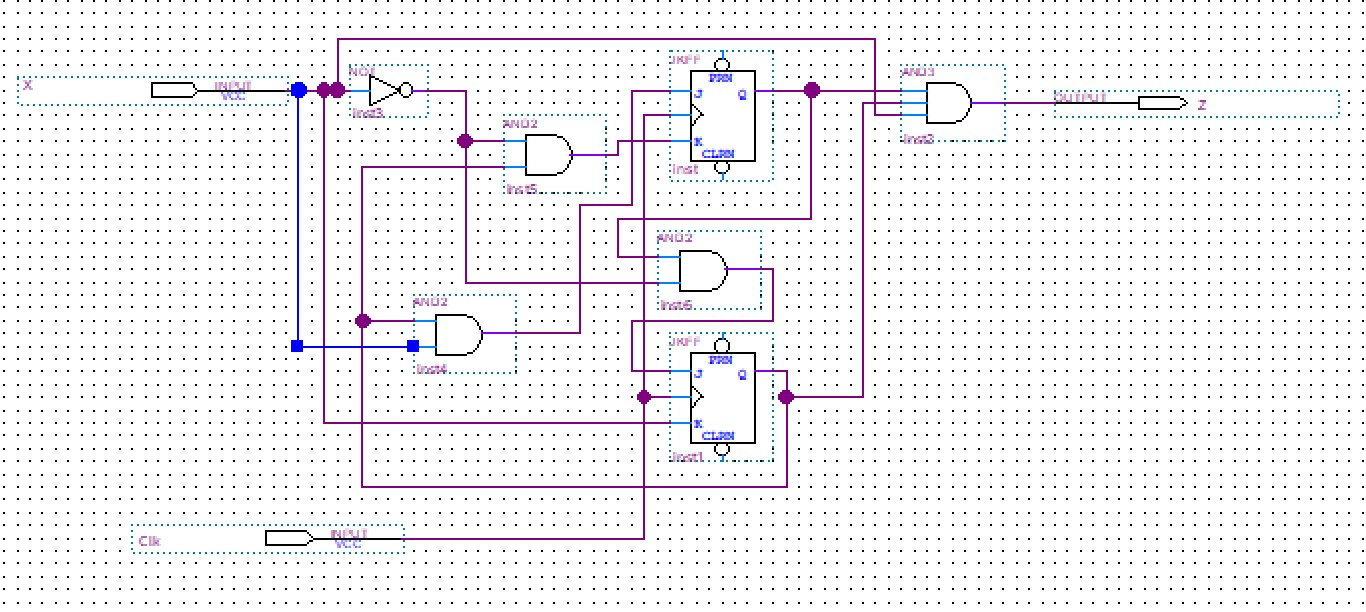 X
INPUT
VCC
NOT
inst3
AND2
inst5
JKFF
PRN
J
Q
K
CLRN
inst
AND3
inst2
OUTPUT
Z
AND2
inst6
AND2
inst4
JKFF
PRN
J
Q
K
CLRN
inst1
Clk
INPUT
VCC